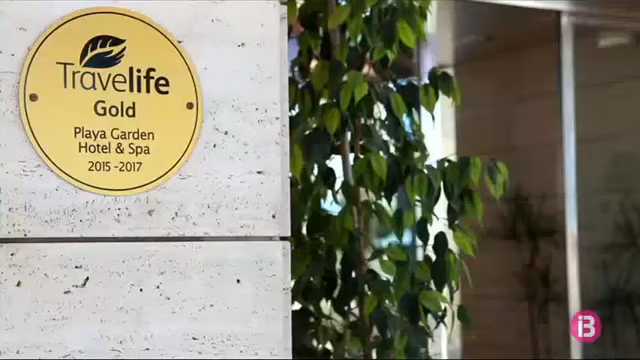 Travelife
Gold
Playa Garden
Hotel & Spa
2015 - 2017
B